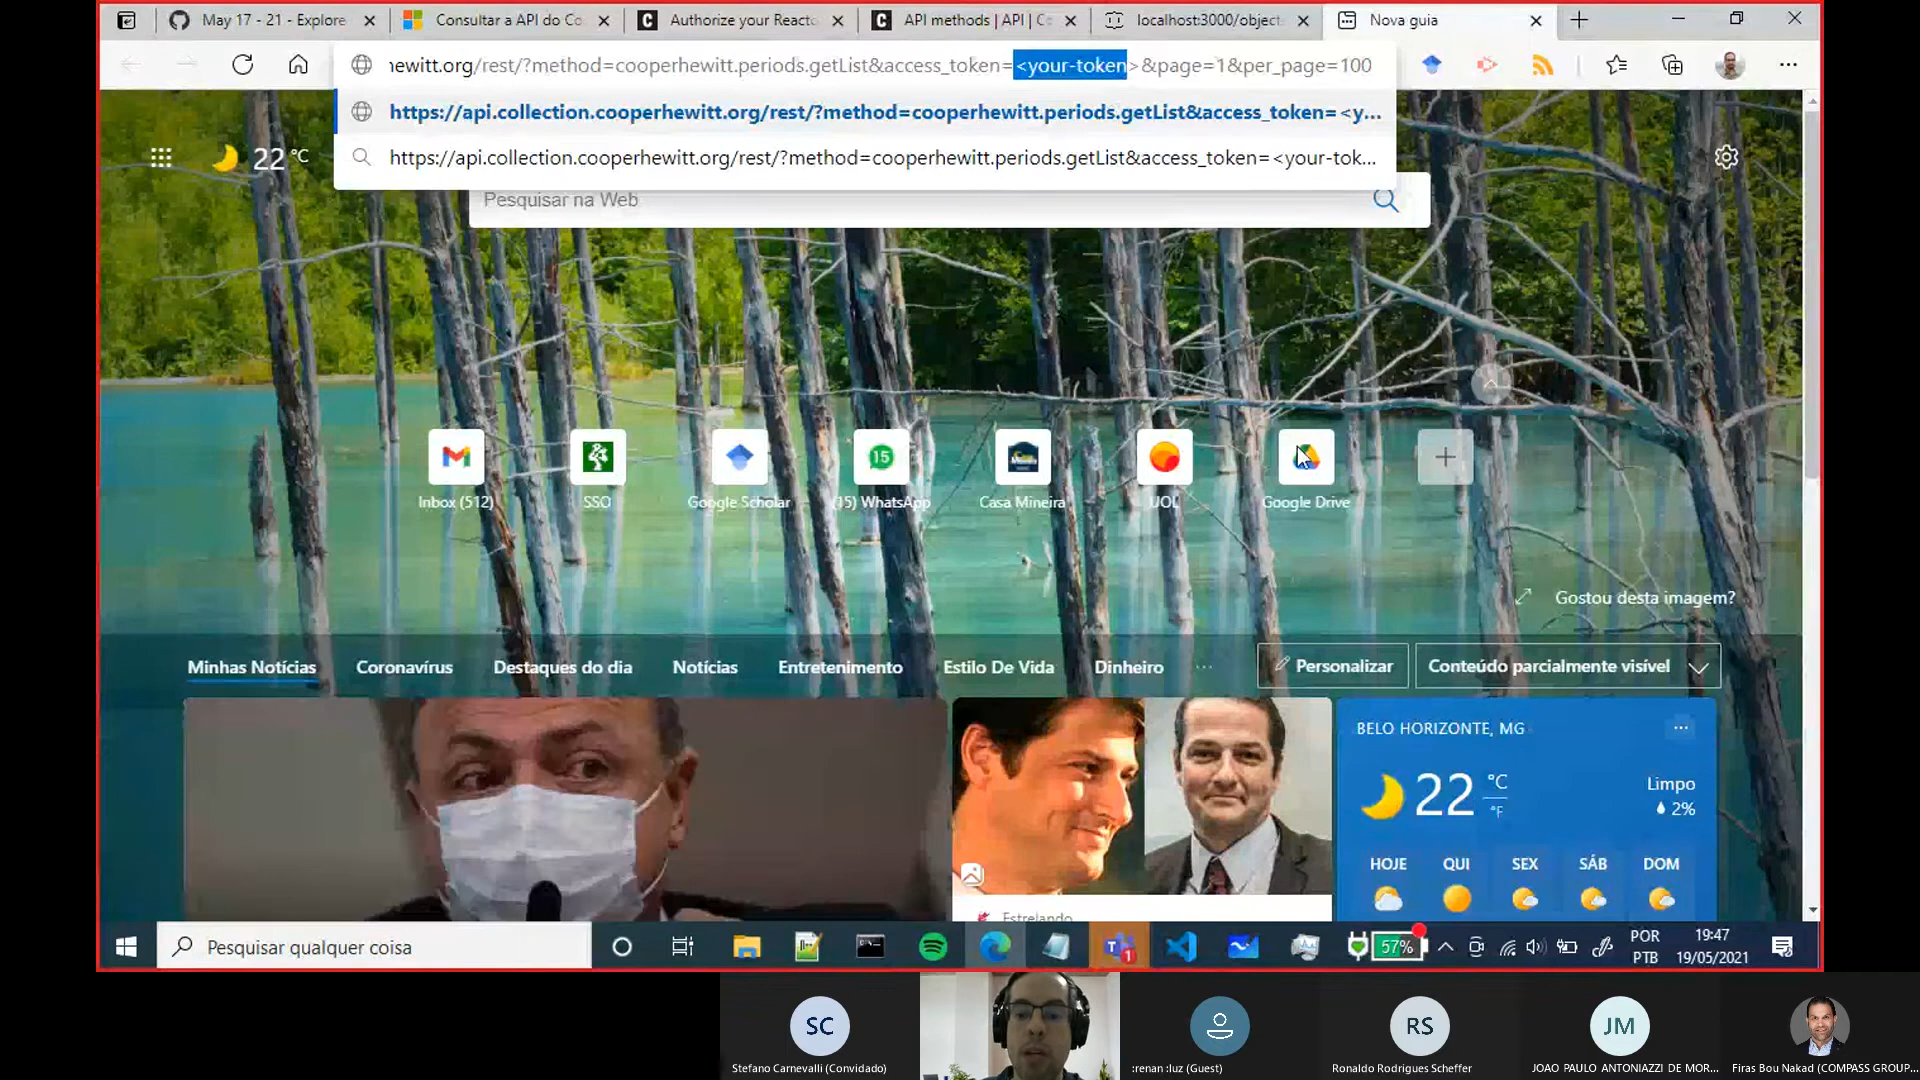 May 17 - 21 - Explore
Consultar a API do Co
Authorize your Reacto
API methods | API | C
localhost:3000/object
Nova guia
hewitt.org/rest/?method=cooperhewitt.periods.getList&access_token=<your-token>&page=1&per_page=100
https://api.collection.cooperhewitt.org/rest/?method=cooperhewitt.periods.getList&access_token=<y...
https://api.collection.cooperhewitt.org/rest/?method=cooperhewitt.periods.getList&access_token=<your-tok...
22 °C
Pesquisar na Web
15
Inbox (512)
SSO
Google Scholar
(15) WhatsApp
Casa Mineira
UOL
Google Drive
Gostou desta imagem?
Minhas Notícias
Coronavírus
Destaques do dia
Notícias
Entretenimento
Estilo De Vida
Dinheiro
...
Personalizar
Conteúdo parcialmente visível
BELO HORIZONTE, MG
22 °C
°F
Limpo
2%
HOJE
QUI
SEX
SÁB
DOM
Estrelando
Pesquisar qualquer coisa
1
57%
POR
PTB
19:47
19/05/2021
SC
RS
JM
Stefano Carnevalli (Convidado)
:renan :luz (Guest)
Ronaldo Rodrigues Scheffer
JOAO PAULO ANTONIAZZI DE MOR...
Firas Bou Nakad (COMPASS GROUP...